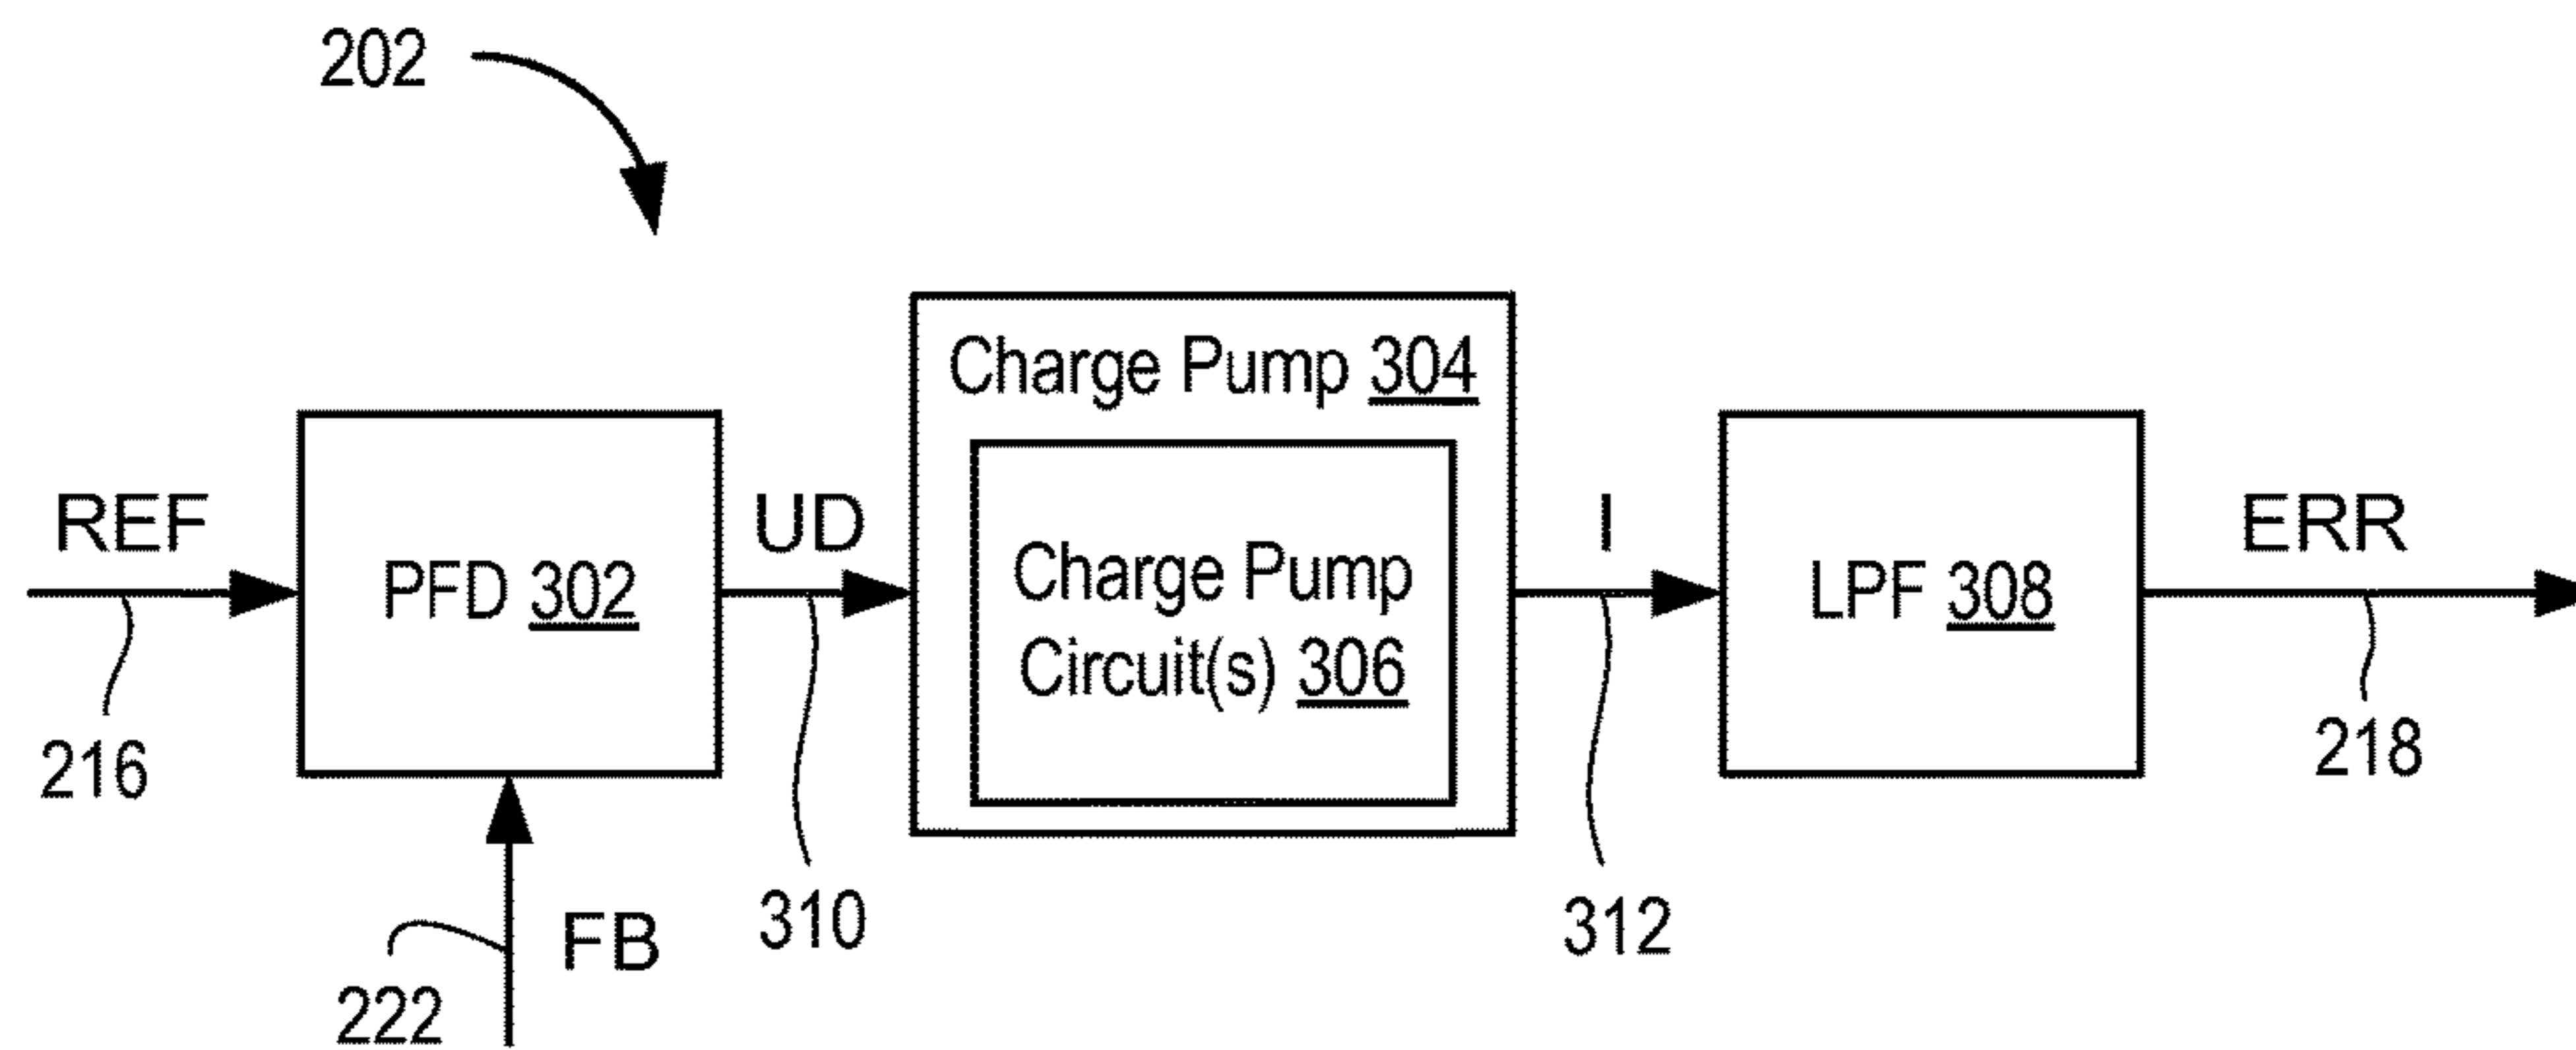 202
Charge Pump 304
REF
UD
I
ERR
PFD 302
Charge Pump
Circuit(s) 306
LPF 308
216
310
312
218
FB
222